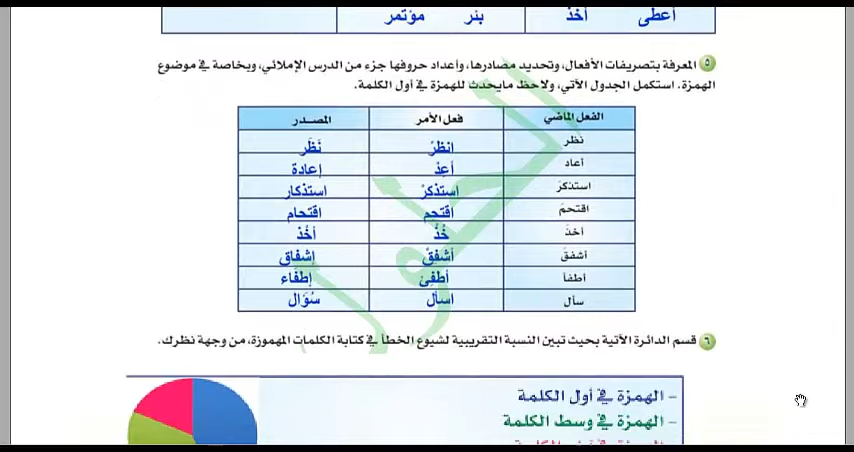 أعطى أخذ بئر مؤتمر
٥ المعرفة بتصريفات الأفعال، وتحديد مصادرها، وأعداد حروفها جزء من الدرس الإملائي، وبخاصة في موضوع
الهمزة. استكمل الجدول الآتي، ولاحظ مايحدث للهمزة في أول الكلمة.
الفعل الماضي فعل الأمر المصدر
نظر انظرْ نَظَر
أعاد أعِدْ إعادة
استذكرَ استذكرْ استذكار
اقتحمَ اقتحم اقتحام
أخذَ خُذْ أخْذ
أشفقَ أشفقْ إشفاق
أطفأ أطفِئ إطفاء
سأل اسأل سُؤَال
الحلول
٦ قسم الدائرة الآتية بحيث تبين النسبة التقريبية لشيوع الخطأ في كتابة الكلمات المهموزة، من وجهة نظرك.
- الهمزة في أول الكلمة
- الهمزة في وسط الكلمة